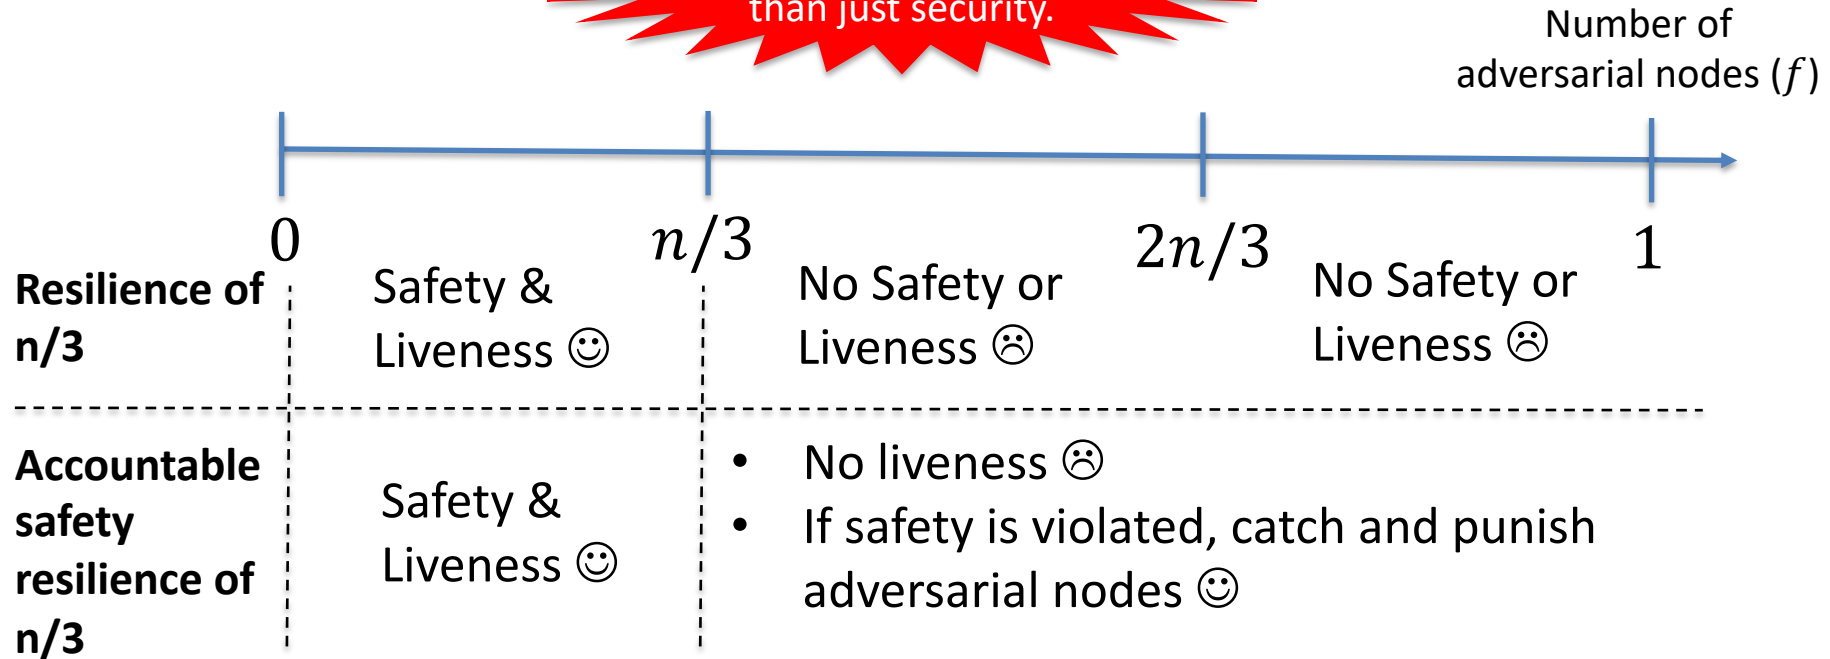 than just security.
Number of
adversarial nodes (f)
0
n/3
2n/3
1
Resilience of
n/3
Safety &
Liveness ☺
No Safety or
Liveness ☹
No Safety or
Liveness ☹
Accountable
safety
resilience of
n/3
Safety &
Liveness ☺
• No liveness ☹
• If safety is violated, catch and punish
adversarial nodes ☺